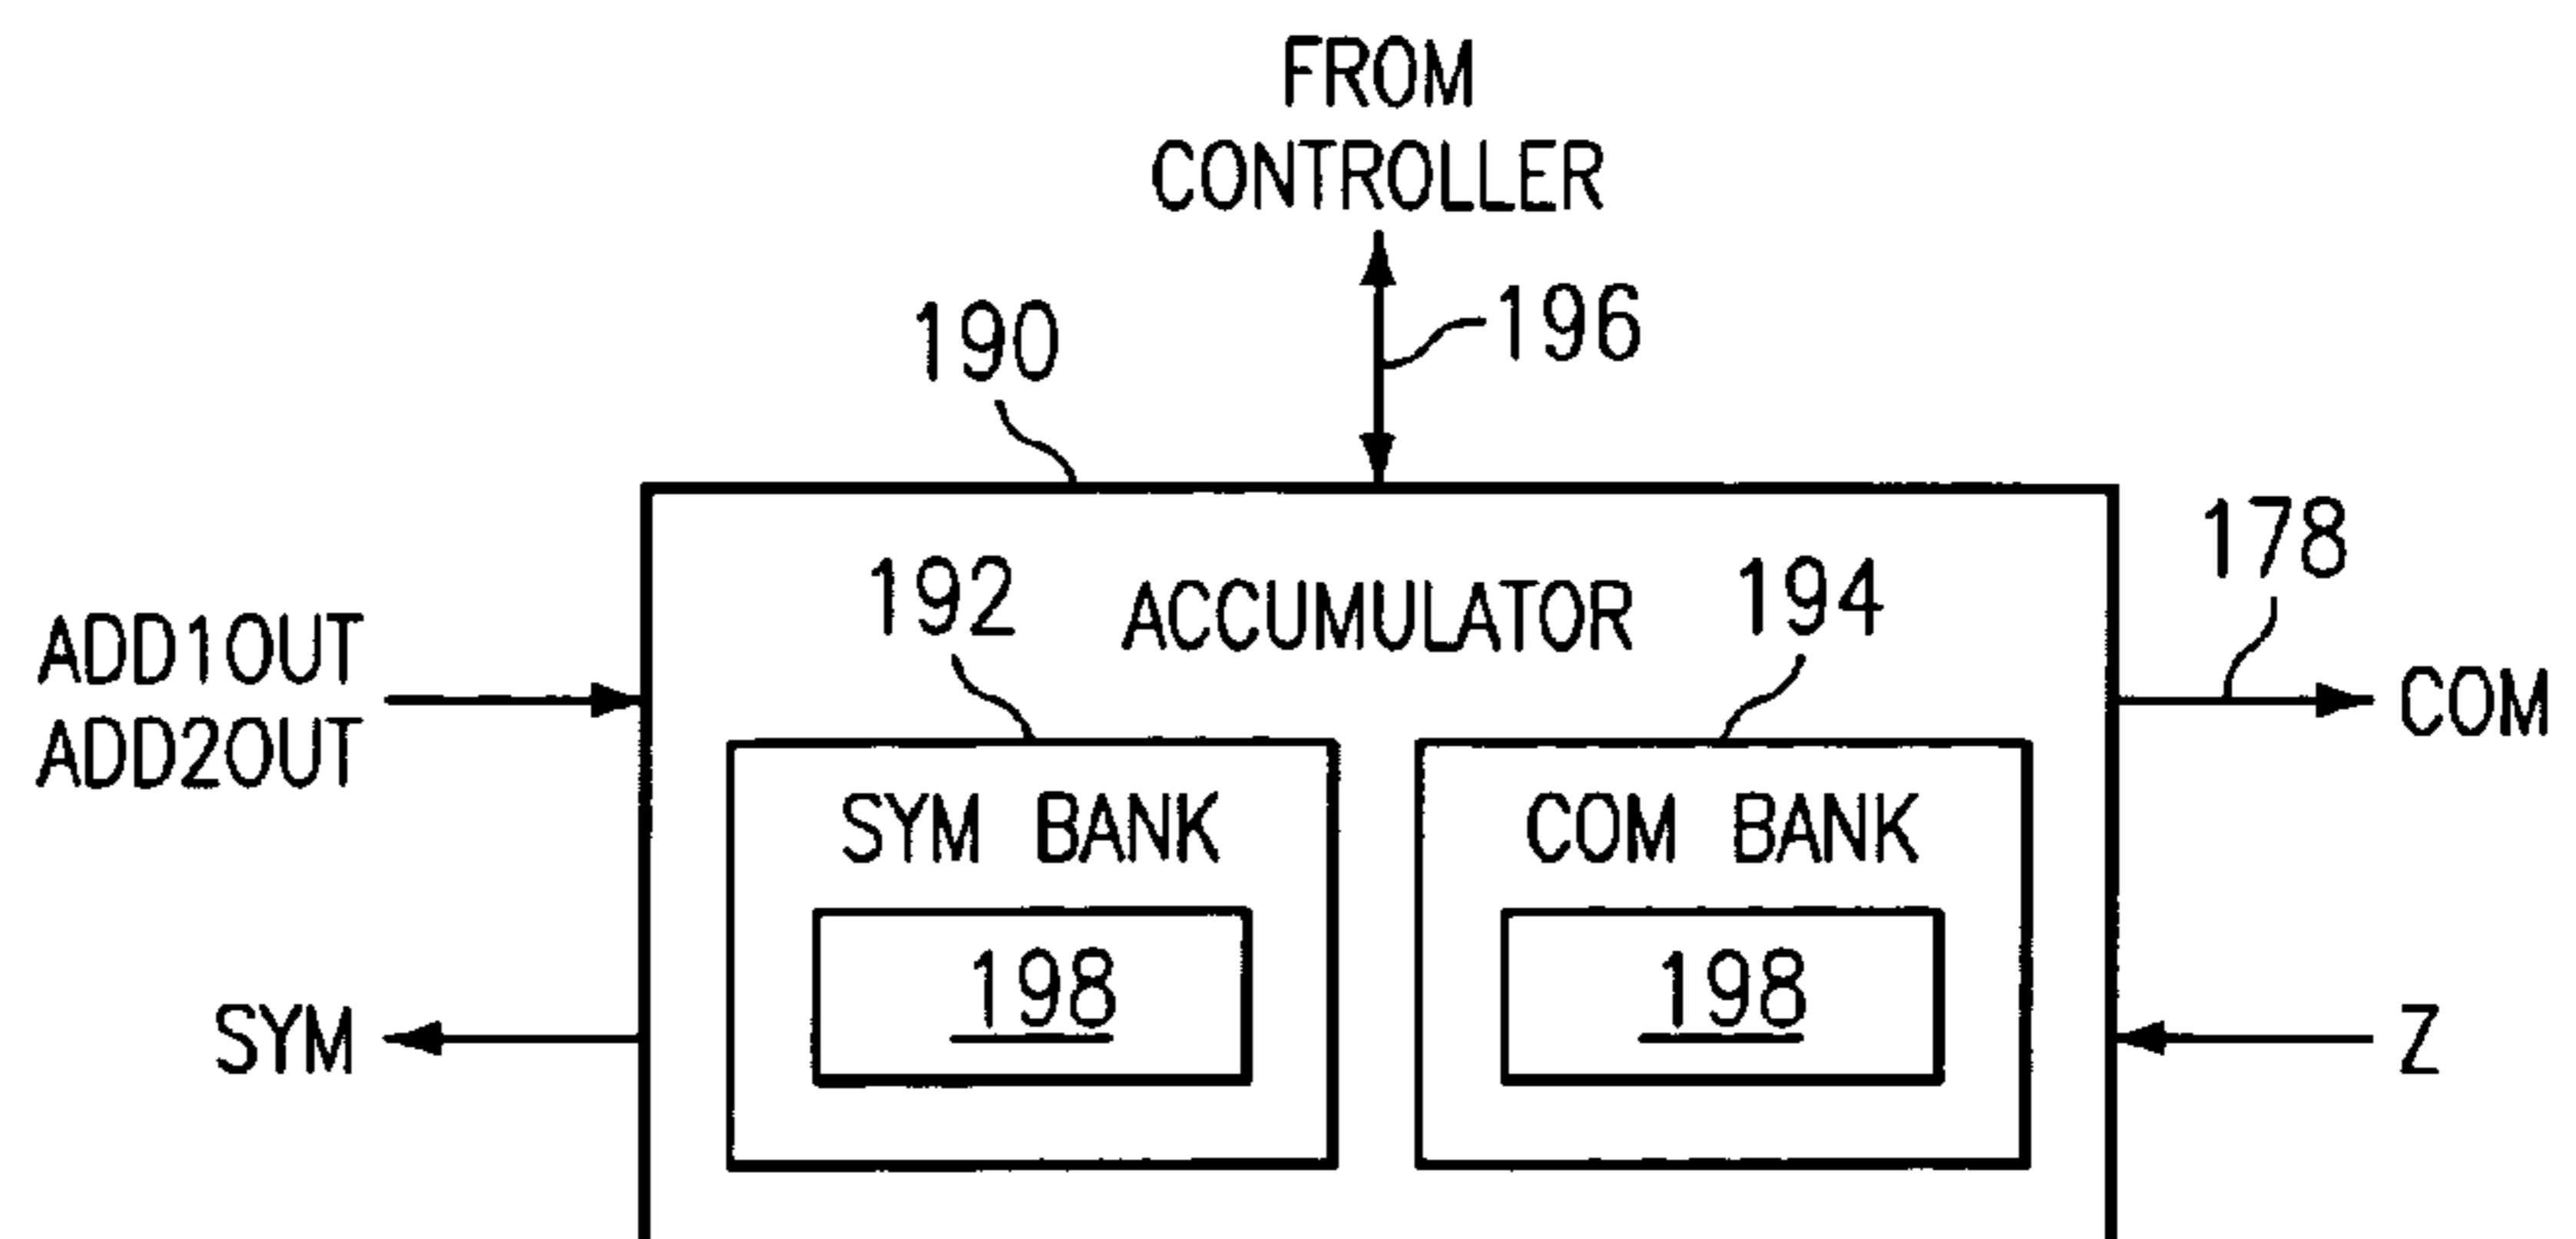 FROM
CONTROLLER
196
190
178
192
ACCUMULATOR
194
ADD1OUT
ADD2OUT
COM
SYM BANK
COM BANK
198
198
SYM
Z